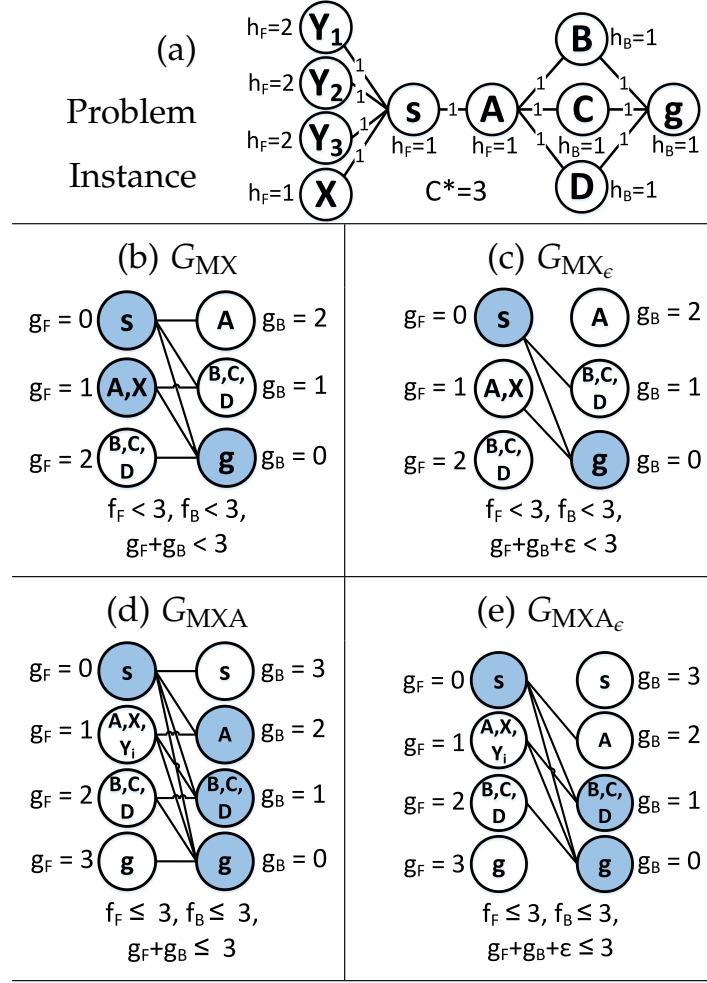 (a)
Problem
Instance
h_F=2 Y_1
h_F=2 Y_2
h_F=2 Y_3
h_F=1 X
1
1
1
1
s
h_F=1
1
A
h_F=1
1
1
1
B h_B=1
C
h_B=1
D h_B=1
1
1
1
g
h_B=1
C*=3
(b) G_MX
g_F = 0 s A g_B = 2
g_F = 1 A,X B,C, D g_B = 1
g_F = 2 B,C, D g g_B = 0
f_F < 3, f_B < 3,
g_F+g_B < 3
(c) G_MX_ϵ
g_F = 0 s A g_B = 2
g_F = 1 A,X B,C, D g_B = 1
g_F = 2 B,C, D g g_B = 0
f_F < 3, f_B < 3,
g_F+g_B+ε < 3
(d) G_MXA
g_F = 0 s s g_B = 3
g_F = 1 A,X, Y_i A g_B = 2
g_F = 2 B,C, D B,C, D g_B = 1
g_F = 3 g g g_B = 0
f_F ≤ 3, f_B ≤ 3,
g_F+g_B ≤ 3
(e) G_MXA_ϵ
g_F = 0 s s g_B = 3
g_F = 1 A,X, Y_i A g_B = 2
g_F = 2 B,C, D B,C, D g_B = 1
g_F = 3 g g g_B = 0
f_F ≤ 3, f_B ≤ 3,
g_F+g_B+ε ≤ 3